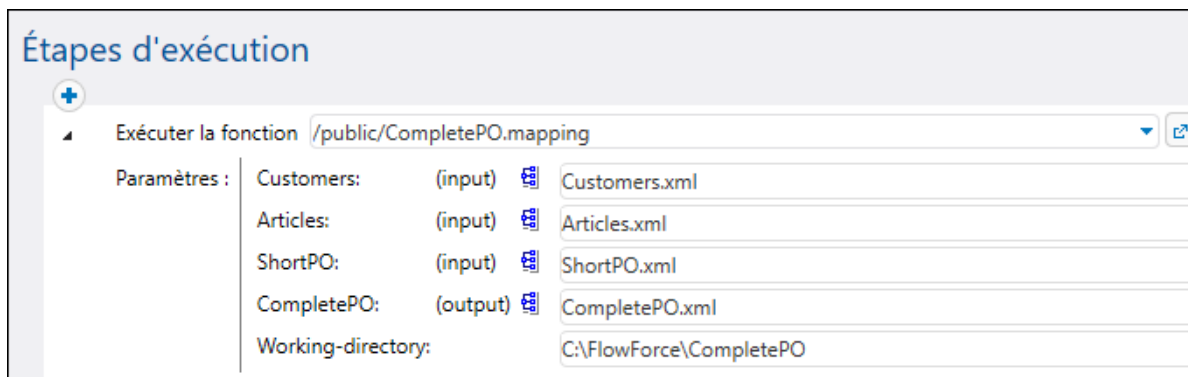 Étapes d'exécution
Exécuter la fonction /public/CompletePO.mapping
Paramètres : Customers: (input) Customers.xml
Articles: (input) Articles.xml
ShortPO: (input) ShortPO.xml
CompletePO: (output) CompletePO.xml
Working-directory: C:\FlowForce\CompletePO